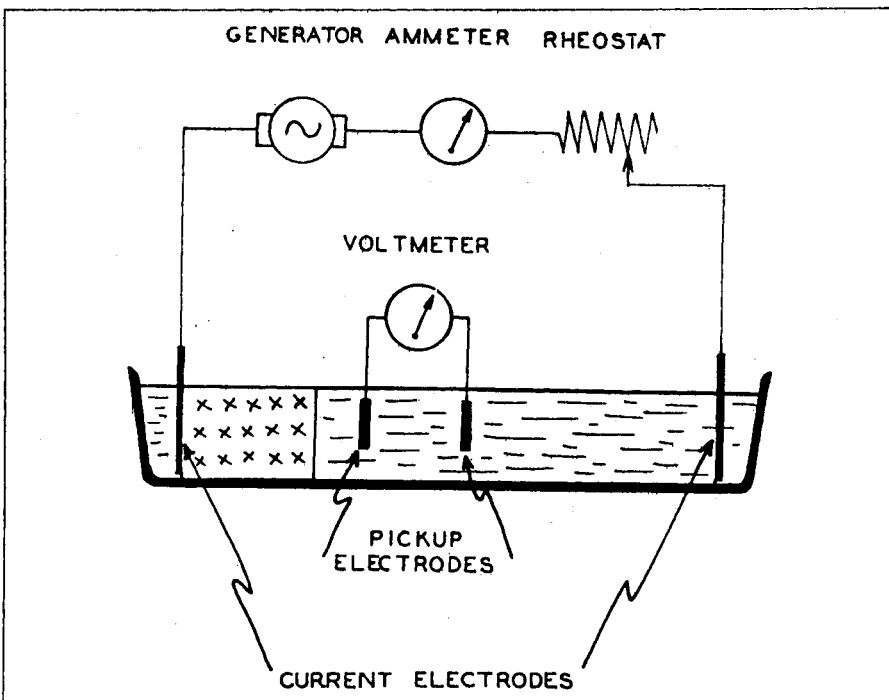 GENERATOR AMMETER RHEOSTAT
VOLTMETER
PICKUP
ELECTRODES
CURRENT ELECTRODES